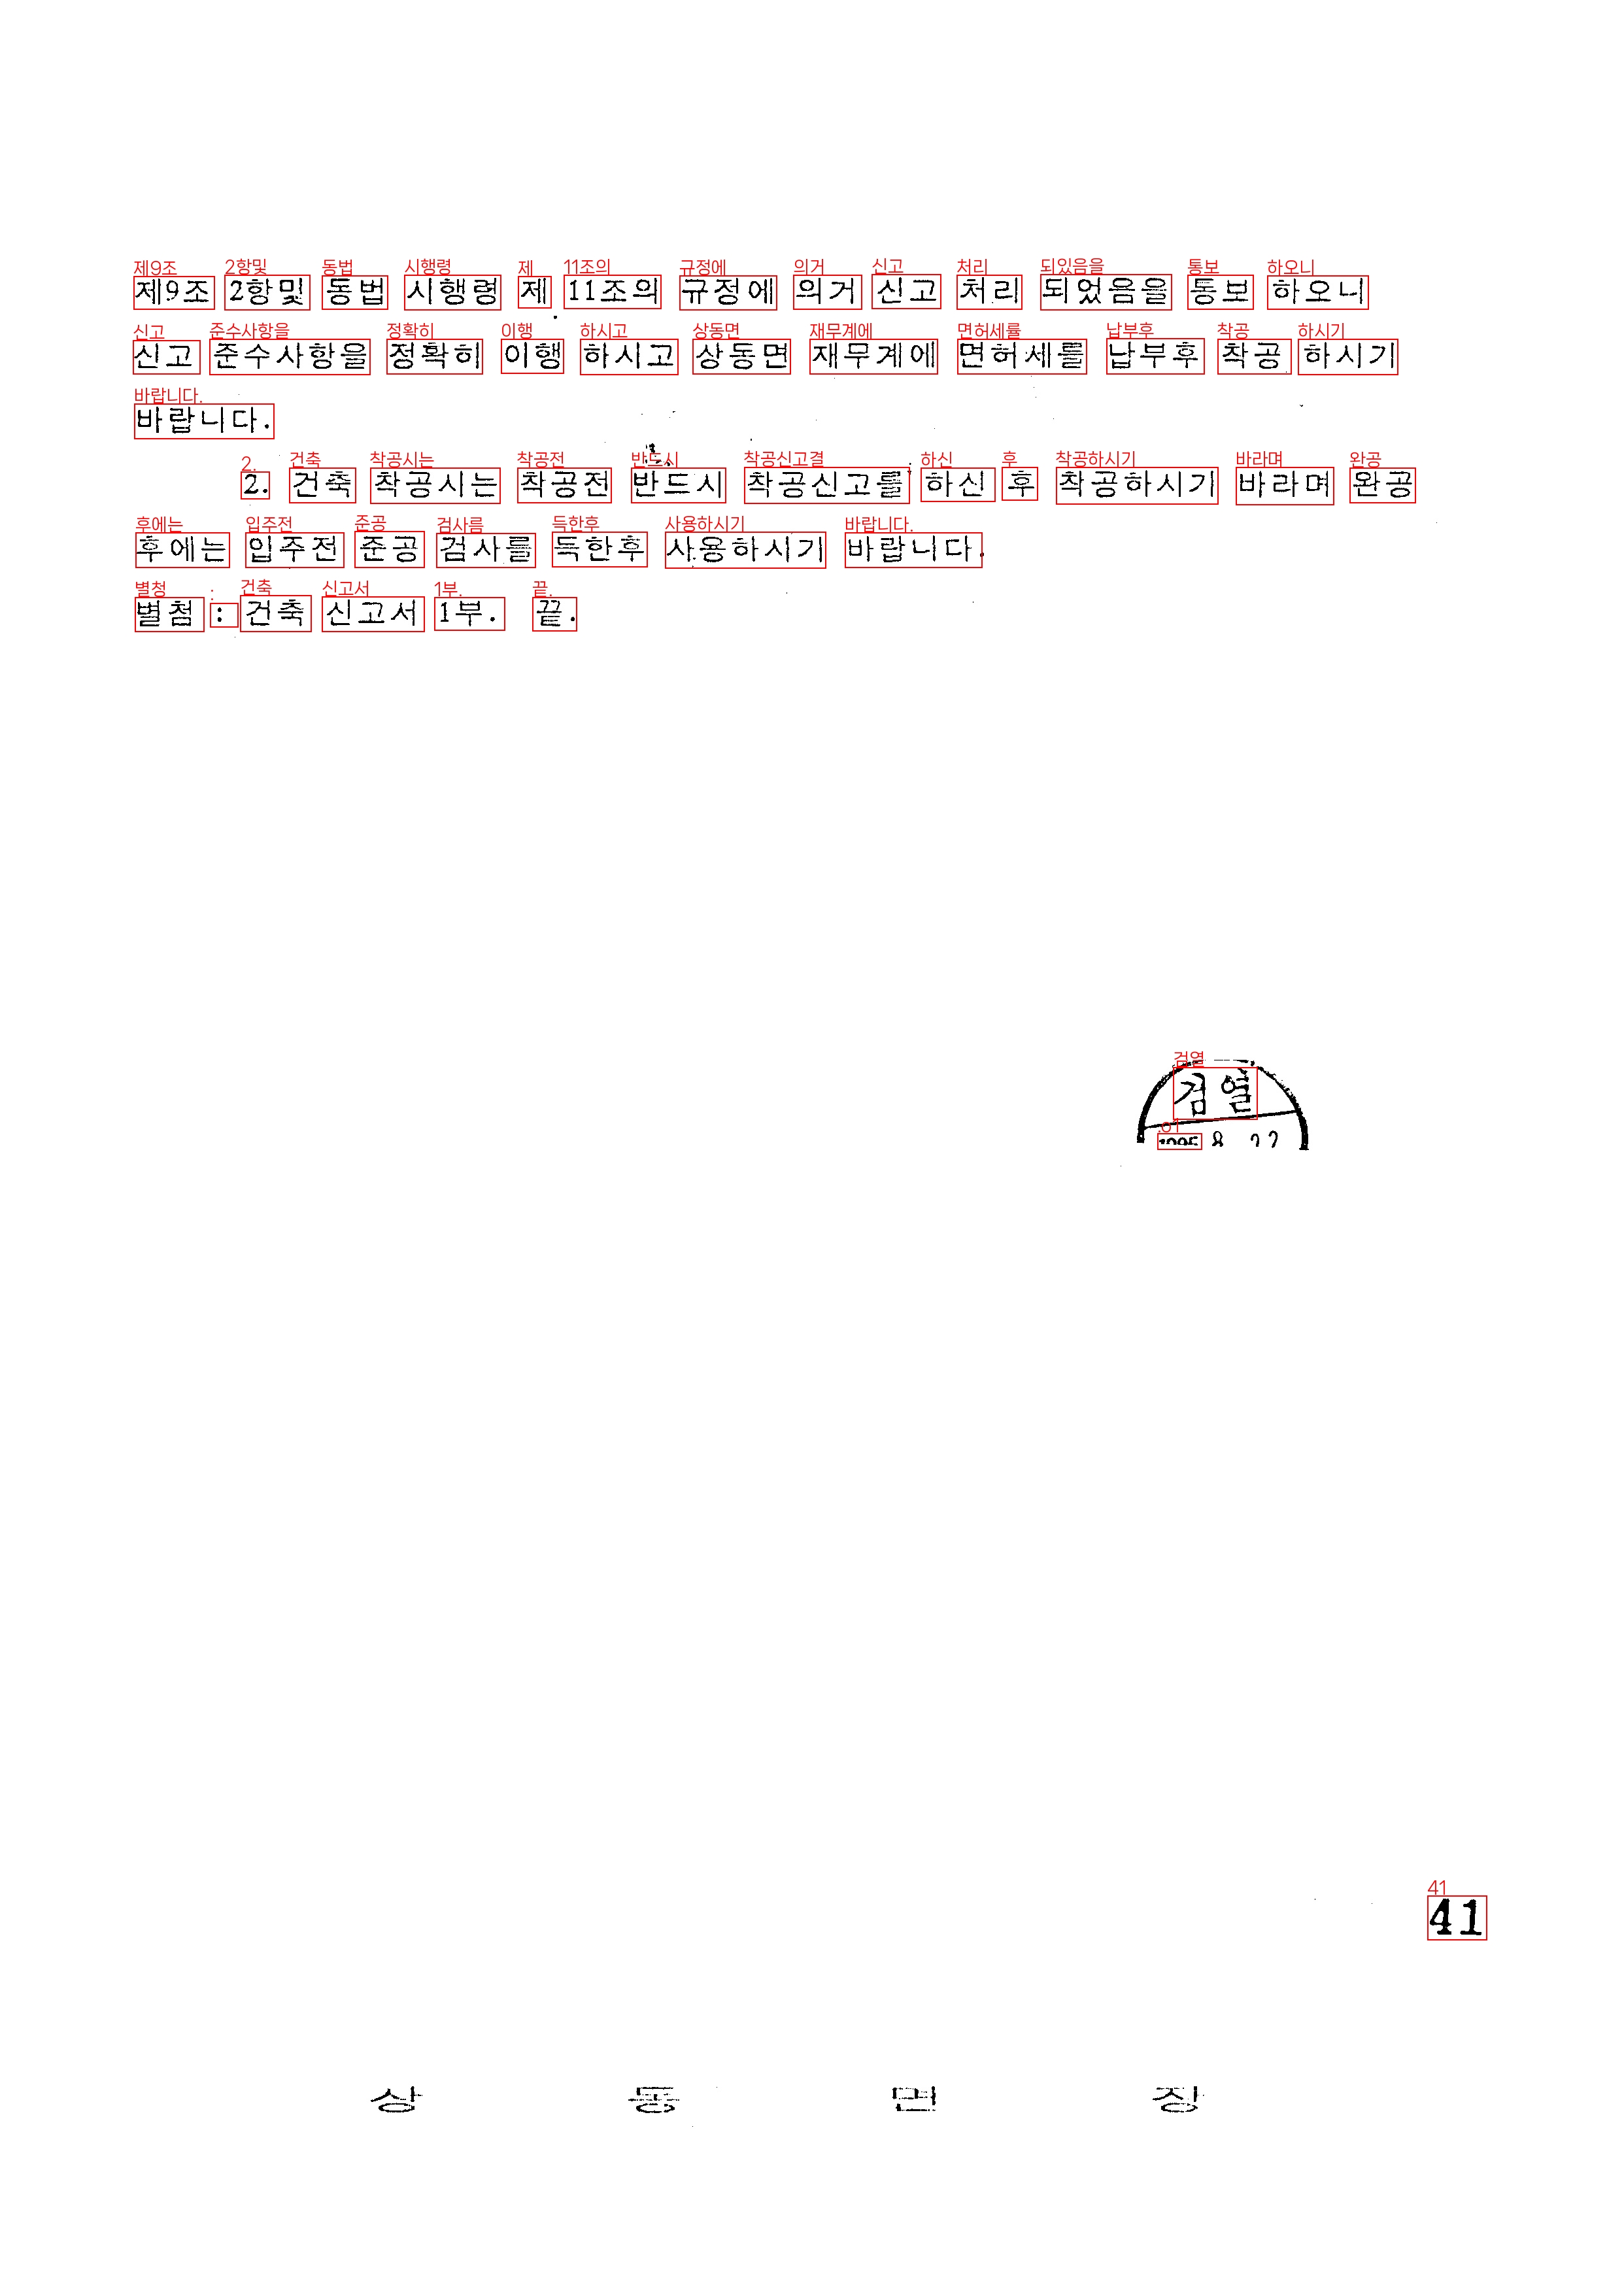 제9조 2항및 동법 시행령 제 11조의 규정에 의거 신고 처리 되었음을 통보 하오니
신고 준수사항을 정확히 이행 하시고 상동면 재무계에 면허세를 납부후 착공 하시기
바랍니다.
2. 건축 착공시는 착공전 반드시 착공신고를 하신 후 착공하시기 바라며 완공
후에는 입주전 준공 검사를 득한후 사용하시기 바랍니다.
별첨 : 건축 신고서 1부. 끝.
검열
41
상 동 면 장